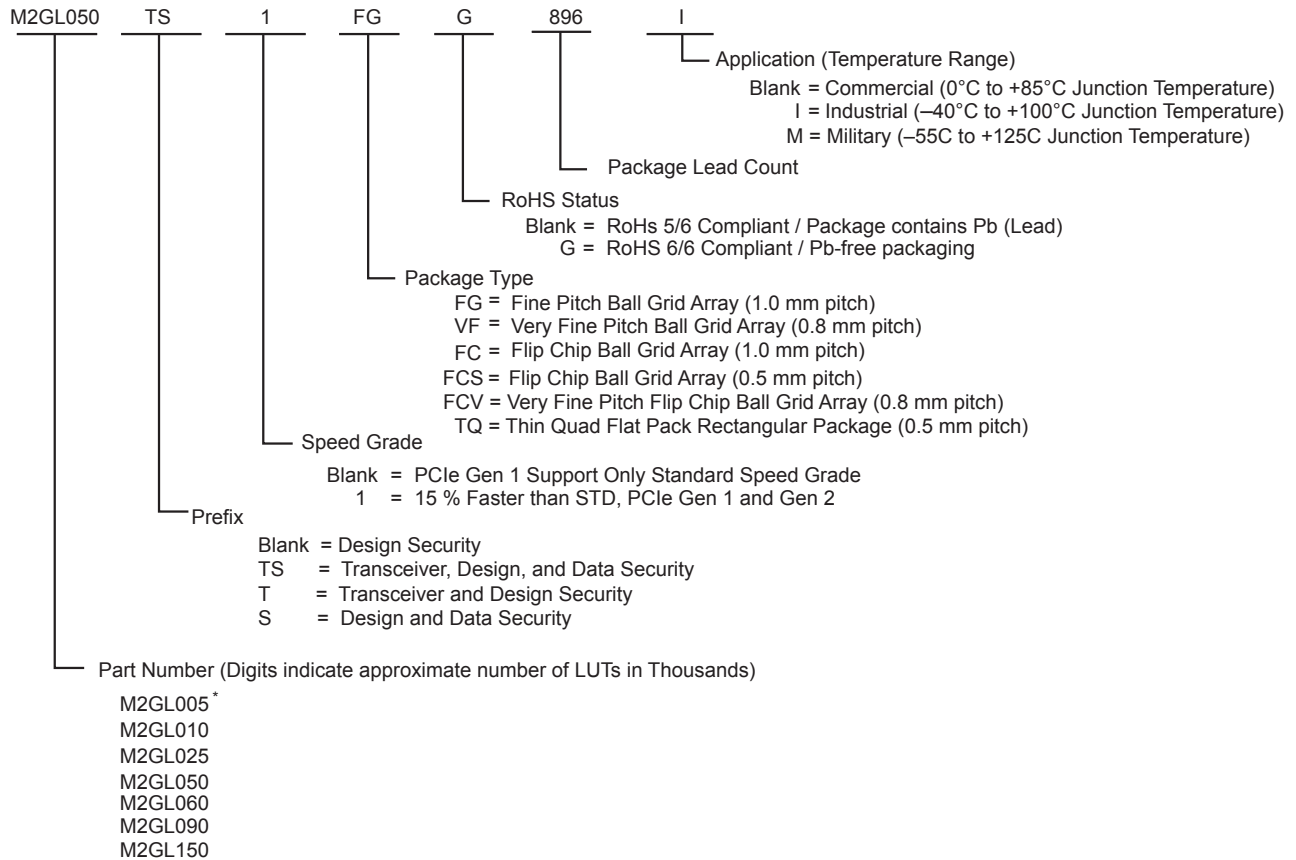 M2GL050 TS 1 FG G 896 I
Application (Temperature Range)
Blank = Commercial (0°C to +85°C Junction Temperature)
I = Industrial (–40°C to +100°C Junction Temperature)
M = Military (–55C to +125C Junction Temperature)
Package Lead Count
RoHS Status
Blank = RoHs 5/6 Compliant / Package contains Pb (Lead)
G = RoHS 6/6 Compliant / Pb-free packaging
Package Type
FG = Fine Pitch Ball Grid Array (1.0 mm pitch)
VF = Very Fine Pitch Ball Grid Array (0.8 mm pitch)
FC = Flip Chip Ball Grid Array (1.0 mm pitch)
FCS = Flip Chip Ball Grid Array (0.5 mm pitch)
FCV = Very Fine Pitch Flip Chip Ball Grid Array (0.8 mm pitch)
TQ = Thin Quad Flat Pack Rectangular Package (0.5 mm pitch)
Speed Grade
Blank = PCIe Gen 1 Support Only Standard Speed Grade
1 = 15 % Faster than STD, PCIe Gen 1 and Gen 2
Prefix
Blank = Design Security
TS = Transceiver, Design, and Data Security
T = Transceiver and Design Security
S = Design and Data Security
Part Number (Digits indicate approximate number of LUTs in Thousands)
M2GL005*
M2GL010
M2GL025
M2GL050
M2GL060
M2GL090
M2GL150